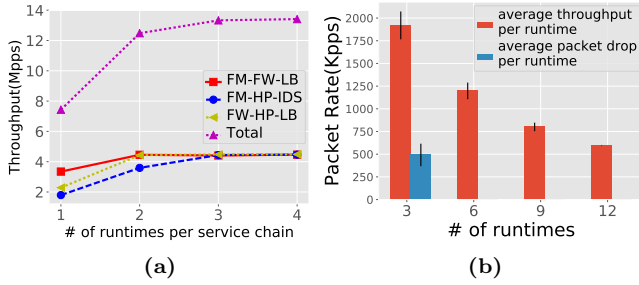 14
12
10
8
6
4
2
Throughput(Mpps)
FM-FW-LB
FM-HP-IDS
FW-HP-LB
Total
1 2 3 4
# of runtimes per service chain
(a)
2000
1750
1500
1250
1000
750
500
250
0
Packet Rate(Kpps)
average throughput
per runtime
average packet drop
per runtime
3 6 9 12
# of runtimes
(b)